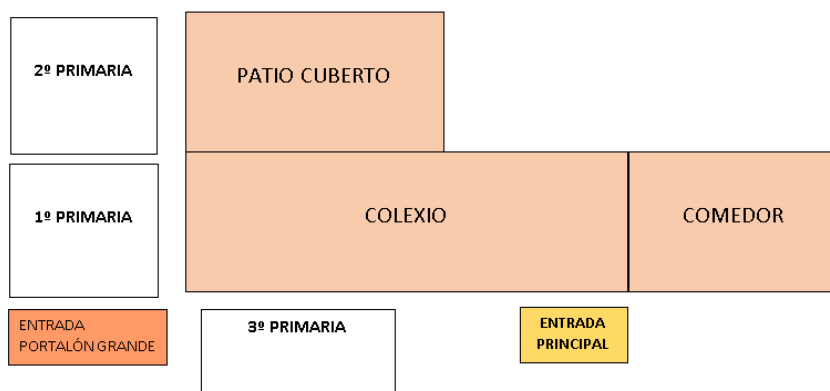 2º PRIMARIA
PATIO CUBERTO
1º PRIMARIA
COLEXIO
COMEDOR
ENTRADA
PORTALÓN GRANDE
3º PRIMARIA
ENTRADA
PRINCIPAL